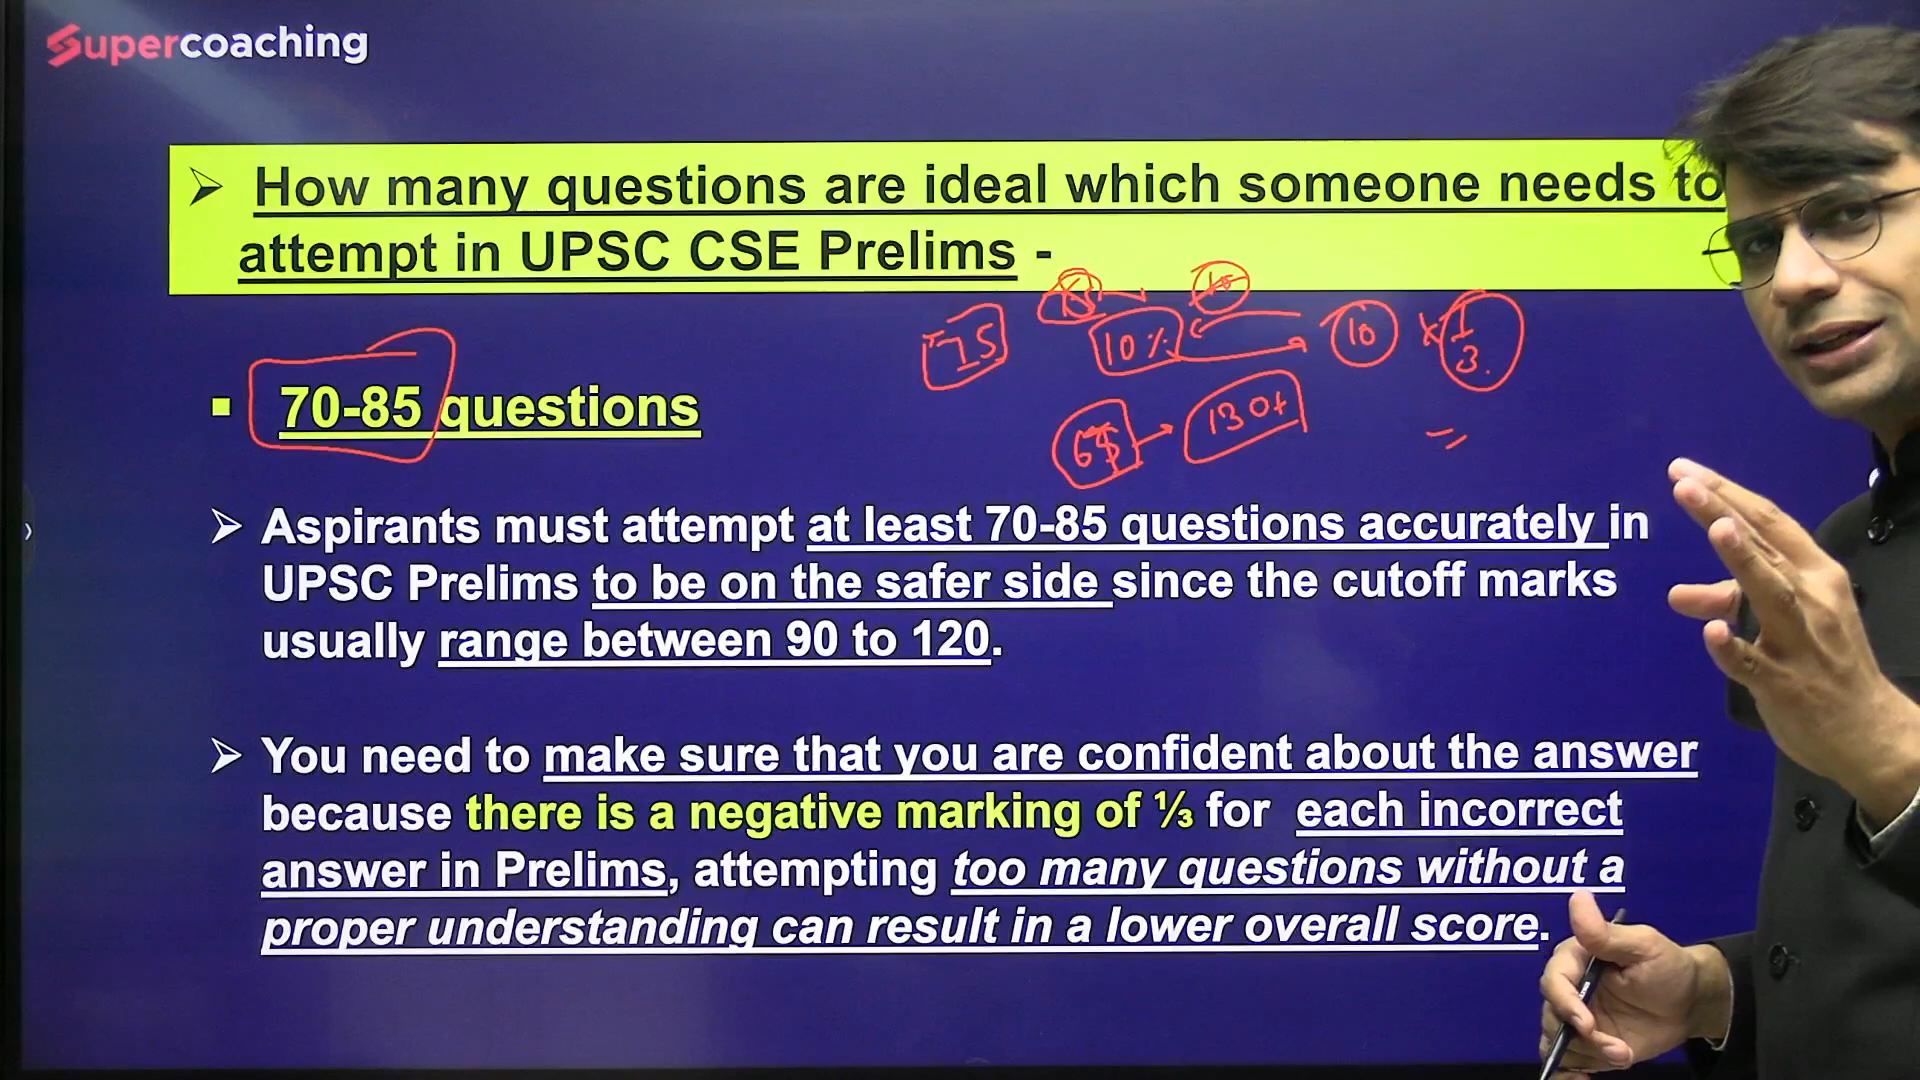 Supercoaching
➢ How many questions are ideal which someone needs to
attempt in UPSC CSE Prelims -
75 10% 10 × 1/3
▪ 70-85 questions
65 → 130+ =
➢ Aspirants must attempt at least 70-85 questions accurately in
UPSC Prelims to be on the safer side since the cutoff marks
usually range between 90 to 120.
➢ You need to make sure that you are confident about the answer
because there is a negative marking of ⅓ for each incorrect
answer in Prelims, attempting too many questions without a
proper understanding can result in a lower overall score.